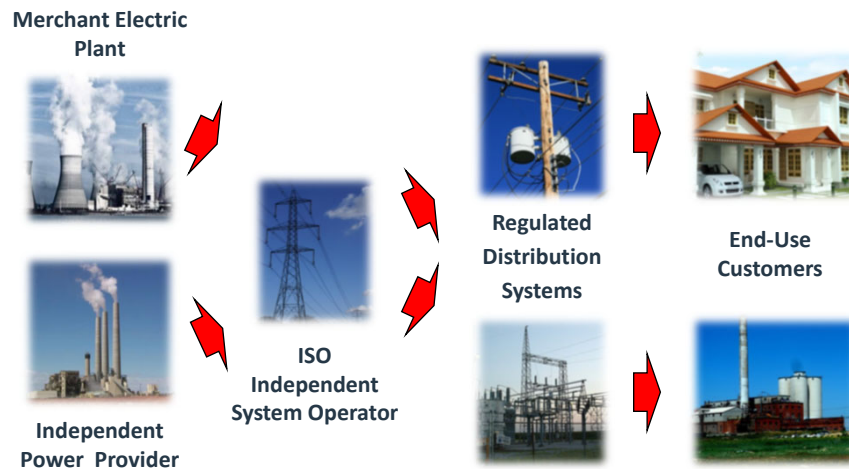 Merchant Electric
Plant
Independent
Power Provider
ISO
Independent
System Operator
Regulated
Distribution
Systems
End-Use
Customers